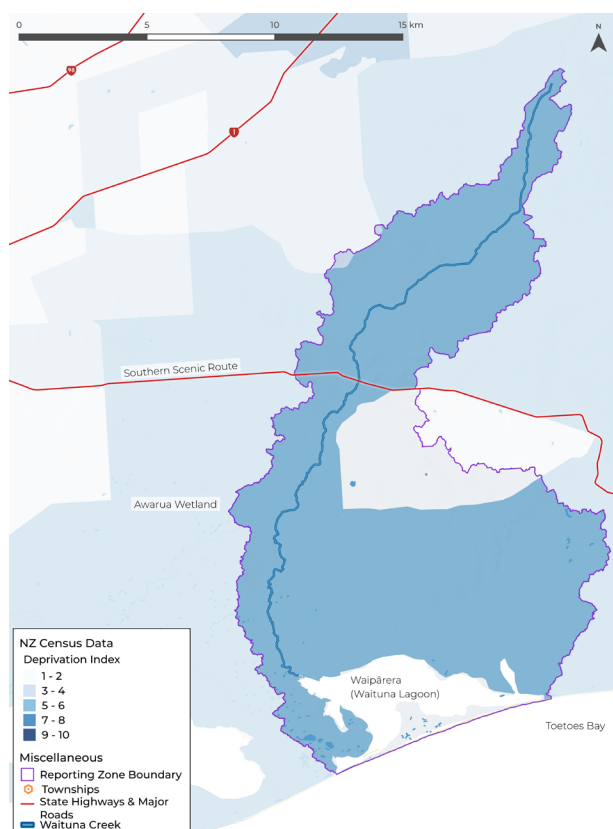 0 5 10 15 km
N
98
1
Southern Scenic Route
Awarua Wetland
Waipārera
(Waituna Lagoon)
Toetoes Bay
NZ Census Data
Deprivation Index
1 - 2
3 - 4
5 - 6
7 - 8
9 - 10
Miscellaneous
Reporting Zone Boundary
Townships
State Highways & Major
Roads
Waituna Creek